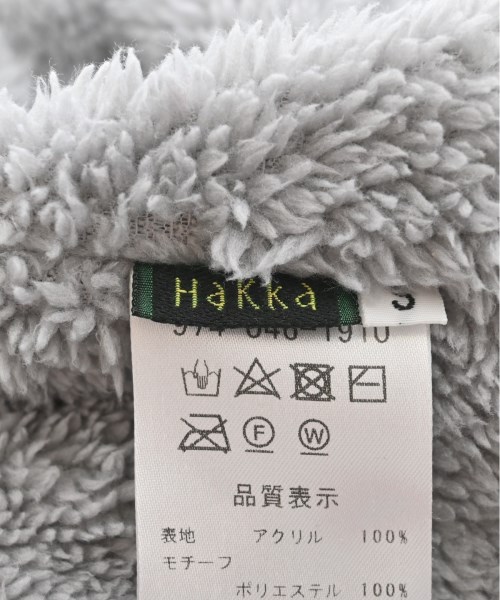 HaKKa
S
974-048-1910
F W
品質表示
表地 アクリル 100%
モチーフ
ポリエステル 100%